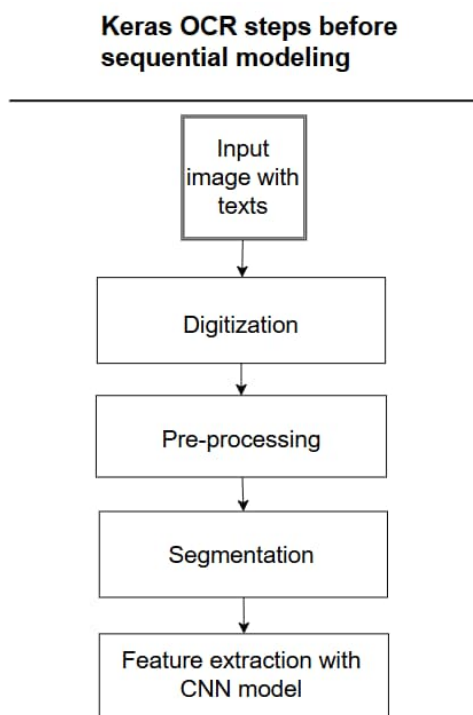 Keras OCR steps before
sequential modeling
Input
image with
texts
Digitization
Pre-processing
Segmentation
Feature extraction with
CNN model